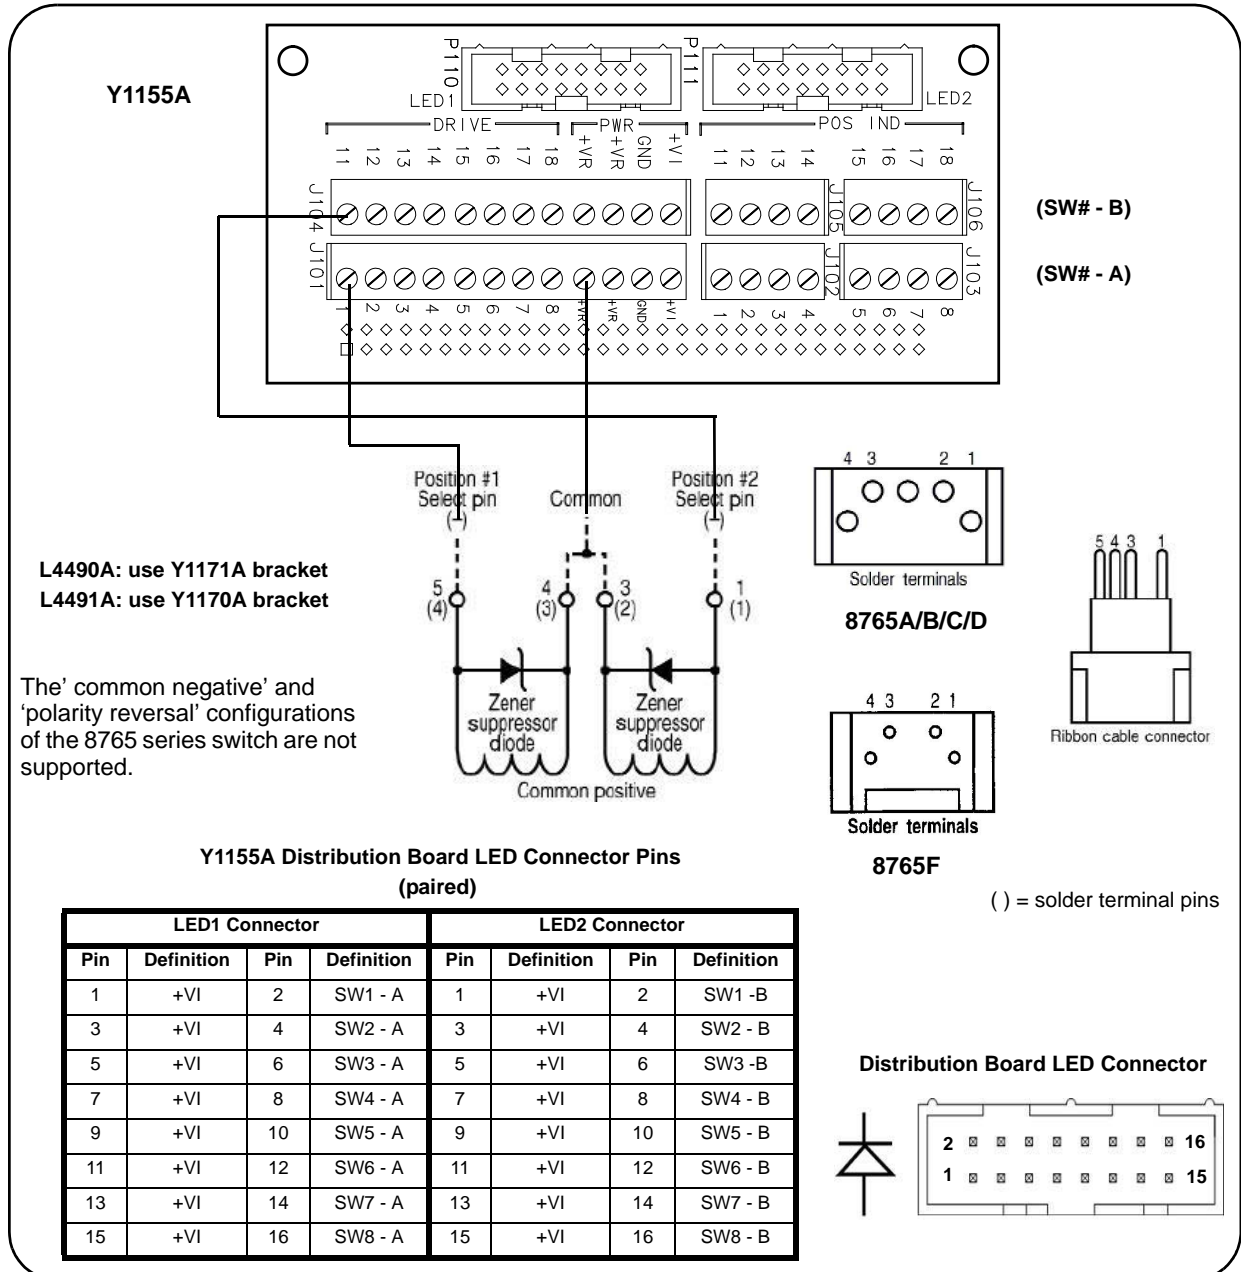 Y1155A
P110
P111
LED1
LED2
DRIVE
PWR
POS IND
11 12 13 14 15 16 17 18 +VR +VR GND +VI 11 12 13 14 15 16 17 18
J104
J105
J106
(SW# - B)
J101
J102
J103
(SW# - A)
1 2 3 4 5 6 7 8 +VR +VR GND +VI 1 2 3 4 5 6 7 8
Position #1
Select pin
(-)
Common
Position #2
Select pin
(-)
5
(4)
4
(3)
3
(2)
1
(1)
Zener
suppressor
diode
Zener
suppressor
diode
Common positive
L4490A: use Y1171A bracket
L4491A: use Y1170A bracket
The' common negative' and
‘polarity reversal’ configurations
of the 8765 series switch are not
supported.
4 3 2 1
Solder terminals
8765A/B/C/D
5 4 3 1
Ribbon cable connector
4 3 2 1
Solder terminals
8765F
( ) = solder terminal pins
Y1155A Distribution Board LED Connector Pins
(paired)
LED1 Connector LED2 Connector
Pin Definition Pin Definition Pin Definition Pin Definition
1 +VI 2 SW1 - A 1 +VI 2 SW1 -B
3 +VI 4 SW2 - A 3 +VI 4 SW2 - B
5 +VI 6 SW3 - A 5 +VI 6 SW3 -B
7 +VI 8 SW4 - A 7 +VI 8 SW4 - B
9 +VI 10 SW5 - A 9 +VI 10 SW5 - B
11 +VI 12 SW6 - A 11 +VI 12 SW6 - B
13 +VI 14 SW7 - A 13 +VI 14 SW7 - B
15 +VI 16 SW8 - A 15 +VI 16 SW8 - B
Distribution Board LED Connector
2 16
1 15